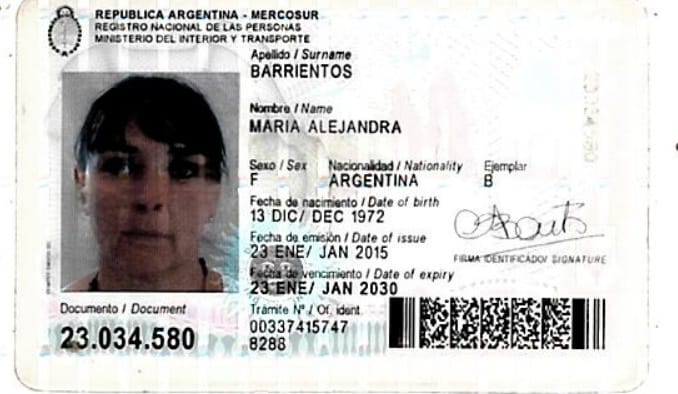 REPUBLICA ARGENTINA - MERCOSUR
REGISTRO NACIONAL DE LAS PERSONAS
MINISTERIO DEL INTERIOR Y TRANSPORTE
Apellido / Surname
BARRIENTOS
Nombre / Name
MARIA ALEJANDRA
Sexo / Sex Nacionalidad / Nationality Ejemplar
F ARGENTINA B
Fecha de nacimiento / Date of birth
13 DIC/ DEC 1972
Fecha de emisión / Date of issue
23 ENE/ JAN 2015
FIRMA IDENTIFICADO/ SIGNATURE
Fecha de vencimiento / Date of expiry
23 ENE/ JAN 2030
Documento / Document
23.034.580
Trámite N° / Of. ident.
00337415747
8288